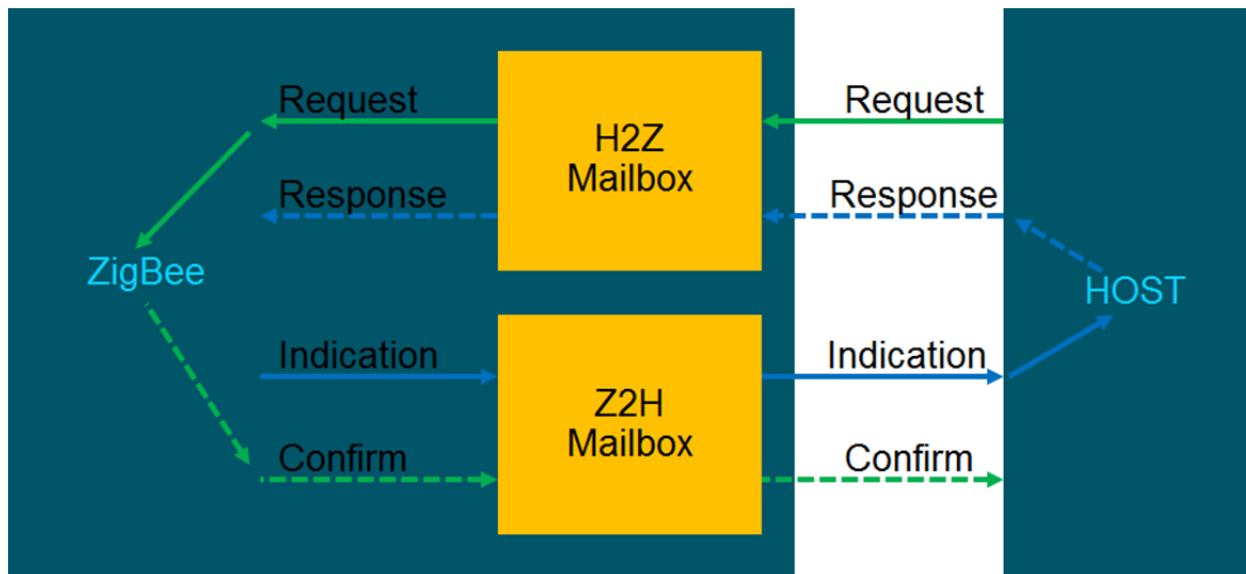 Request
Request
H2Z
Mailbox
Response
Response
ZigBee
HOST
Indication
Indication
Z2H
Mailbox
Confirm
Confirm